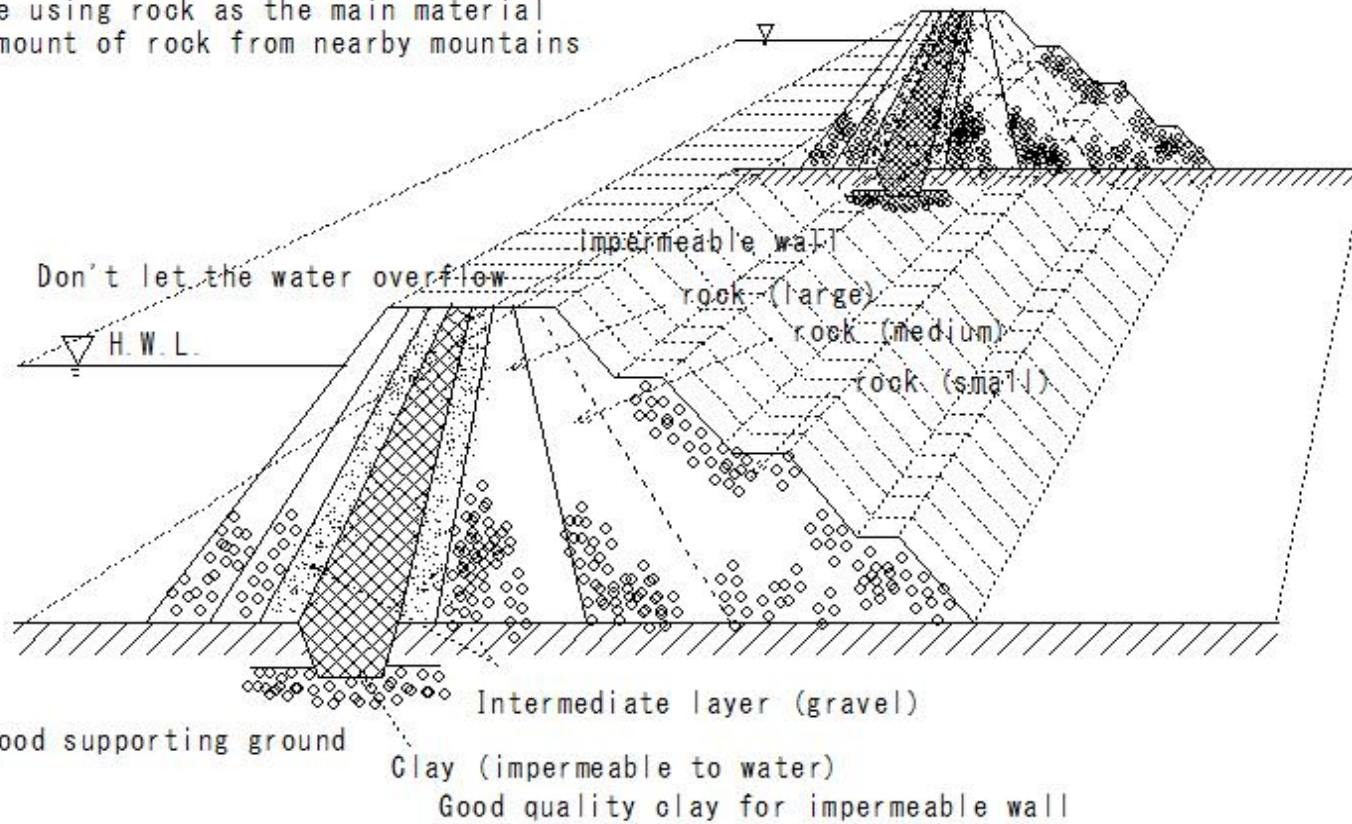 using rock as the main material
amount of rock from nearby mountains
impermeable wall
Don't let the water overflow
rock (large)
rock (medium)
H.W.L.
rock (small)
Intermediate layer (gravel)
ood supporting ground
Clay (impermeable to water)
Good quality clay for impermeable wall